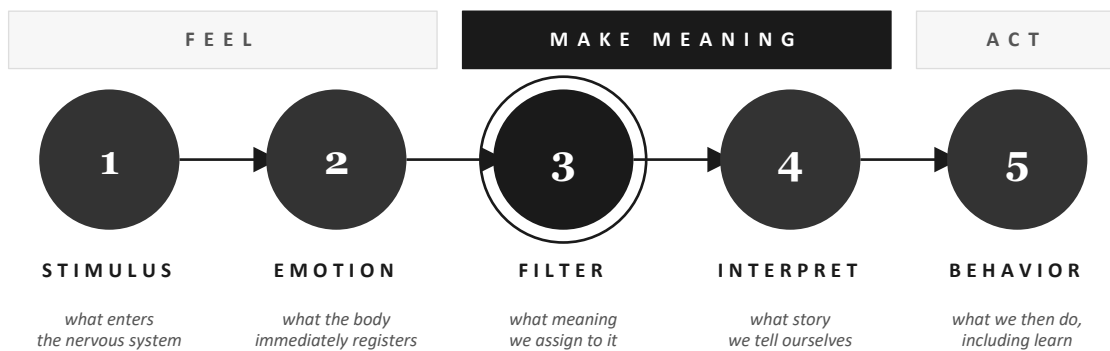 FEEL
MAKE MEANING
ACT
1
2
3
4
5
STIMULUS
EMOTION
FILTER
INTERPRET
BEHAVIOR
what enters
the nervous system
what the body
immediately registers
what meaning
we assign to it
what story
we tell ourselves
what we then do,
including learn